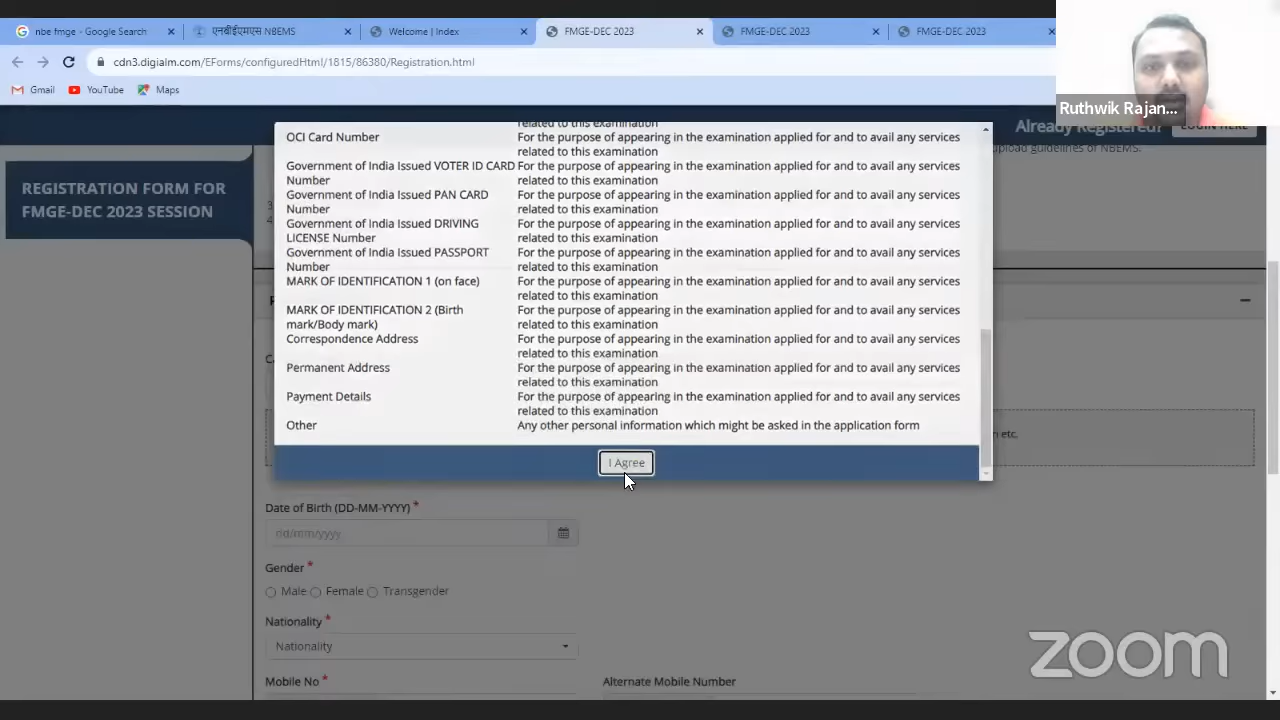 nbe fmge - Google Search
एनबीईएमएस NBEMS
Welcome | Index
FMGE-DEC 2023
FMGE-DEC 2023
FMGE-DEC 2023
cdn3.digialm.com/EForms/configuredHtml/1815/86380/Registration.html
Gmail
YouTube
Maps
Ruthwik Rajan...
Already Registered?
LOGIN HERE
upload guidelines of NBEMS.
REGISTRATION FORM FOR
FMGE-DEC 2023 SESSION
related to this examination
OCI Card Number
For the purpose of appearing in the examination applied for and to avail any services
related to this examination
Government of India Issued VOTER ID CARD
Number
For the purpose of appearing in the examination applied for and to avail any services
related to this examination
Government of India Issued PAN CARD
Number
For the purpose of appearing in the examination applied for and to avail any services
related to this examination
Government of India Issued DRIVING
LICENSE Number
For the purpose of appearing in the examination applied for and to avail any services
related to this examination
Government of India Issued PASSPORT
Number
For the purpose of appearing in the examination applied for and to avail any services
related to this examination
MARK OF IDENTIFICATION 1 (on face)
For the purpose of appearing in the examination applied for and to avail any services
related to this examination
MARK OF IDENTIFICATION 2 (Birth
mark/Body mark)
For the purpose of appearing in the examination applied for and to avail any services
related to this examination
Correspondence Address
For the purpose of appearing in the examination applied for and to avail any services
related to this examination
Permanent Address
For the purpose of appearing in the examination applied for and to avail any services
related to this examination
Payment Details
For the purpose of appearing in the examination applied for and to avail any services
related to this examination
Other
Any other personal information which might be asked in the application form
I Agree
on etc.
Date of Birth (DD-MM-YYYY) *
dd/mm/yyyy
Gender *
Male
Female
Transgender
Nationality *
Nationality
Mobile No *
Alternate Mobile Number
zoom